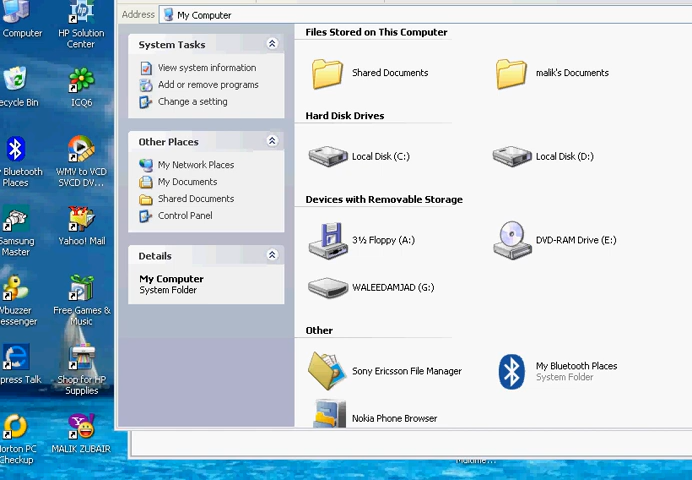 Address My Computer
Computer
HP Solution
Center
Recycle Bin
ICQ6
Bluetooth
Places
WMV to VCD
SVCD DV...
Samsung
Master
Yahoo! Mail
Wbuzzer
essenger
Free Games &
Music
press Talk
Shop for HP
Supplies
Norton PC
Checkup
MALIK ZUBAIR
System Tasks
View system information
Add or remove programs
Change a setting
Other Places
My Network Places
My Documents
Shared Documents
Control Panel
Details
My Computer
System Folder
Files Stored on This Computer
Shared Documents
malik's Documents
Hard Disk Drives
Local Disk (C:)
Local Disk (D:)
Devices with Removable Storage
3½ Floppy (A:)
DVD-RAM Drive (E:)
WALEEDAMJAD (G:)
Other
Sony Ericsson File Manager
My Bluetooth Places
System Folder
Nokia Phone Browser